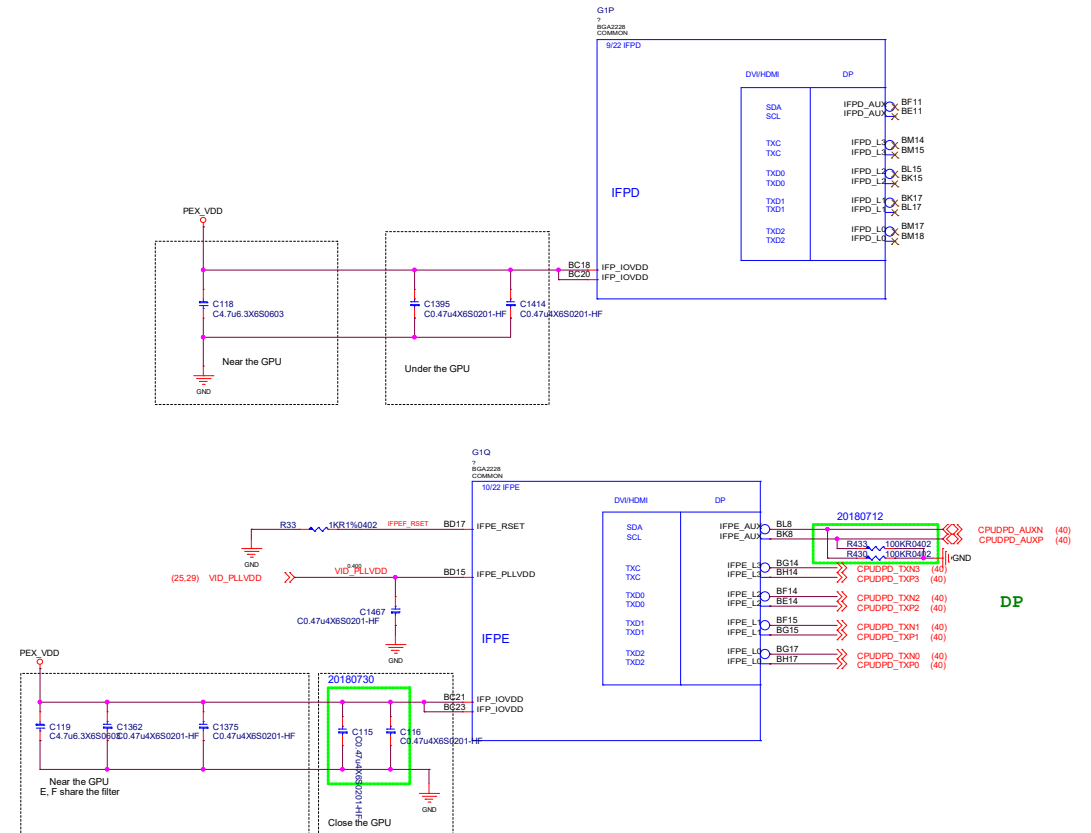 G1P
?
BGA2228
COMMON
9/22 IFPD
DVI/HDMI
DP
SDA
SCL
IFPD_AUX
IFPD_AUX
BF11
BE11
TXC
TXC
IFPD_L3
IFPD_L3
BM14
BM15
TXD0
TXD0
IFPD_L2
IFPD_L2
BL15
BK15
TXD1
TXD1
IFPD_L1
IFPD_L1
BK17
BL17
TXD2
TXD2
IFPD_L0
IFPD_L0
BM17
BM18
IFPD
PEX_VDD
BC18
BC20
IFP_IOVDD
IFP_IOVDD
C118
C4.7u6.3X6S0603
C1395
C0.47u4X6S0201-HF
C1414
C0.47u4X6S0201-HF
Near the GPU
Under the GPU
GND
G1Q
?
BGA2228
COMMON
10/22 IFPE
DVI/HDMI
DP
20180712
R33
1KR1%0402
IFPEF_RSET
BD17
IFPE_RSET
GND
SDA
SCL
IFPE_AUX
IFPE_AUX
BL8
BK8
CPUDPD_AUXN (40)
CPUDPD_AUXP (40)
R433
100KR0402
R430
100KR0402
GND
(25,29) VID_PLLVDD
0.400
VID_PLLVDD
BD15
IFPE_PLLVDD
TXC
TXC
IFPE_L3
IFPE_L3
BG14
BH14
CPUDPD_TXN3 (40)
CPUDPD_TXP3 (40)
TXD0
TXD0
IFPE_L2
IFPE_L2
BF14
BE14
CPUDPD_TXN2 (40)
CPUDPD_TXP2 (40)
DP
C1467
C0.47u4X6S0201-HF
GND
TXD1
TXD1
IFPE_L1
IFPE_L1
BF15
BG15
CPUDPD_TXN1 (40)
CPUDPD_TXP1 (40)
IFPE
TXD2
TXD2
IFPE_L0
IFPE_L0
BG17
BH17
CPUDPD_TXN0 (40)
CPUDPD_TXP0 (40)
PEX_VDD
20180730
BC21
BC23
IFP_IOVDD
IFP_IOVDD
C119
C4.7u6.3X6S0603
C1362
C0.47u4X6S0201-HF
C1375
C0.47u4X6S0201-HF
C115
C0.47u4X6S0201-HF
C116
C0.47u4X6S0201-HF
Near the GPU
E, F share the filter
GND
Close the GPU